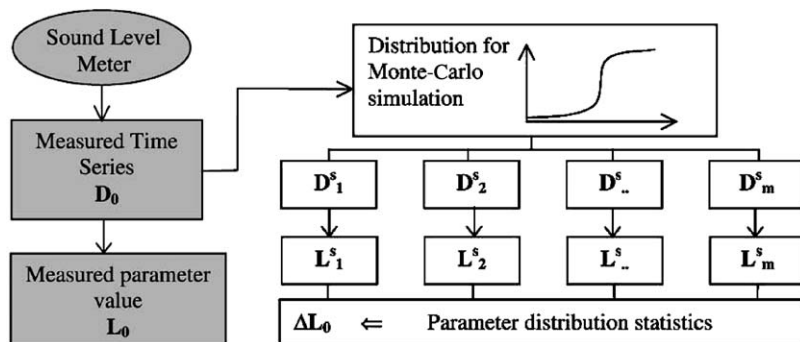 Sound Level
Meter
Measured Time
Series
D₀
Measured parameter
value
L₀
Distribution for
Monte-Carlo
simulation
Dˢ₁ Dˢ₂ Dˢ.. Dˢₘ
Lˢ₁ Lˢ₂ Lˢ.. Lˢₘ
ΔL₀ ⇐ Parameter distribution statistics